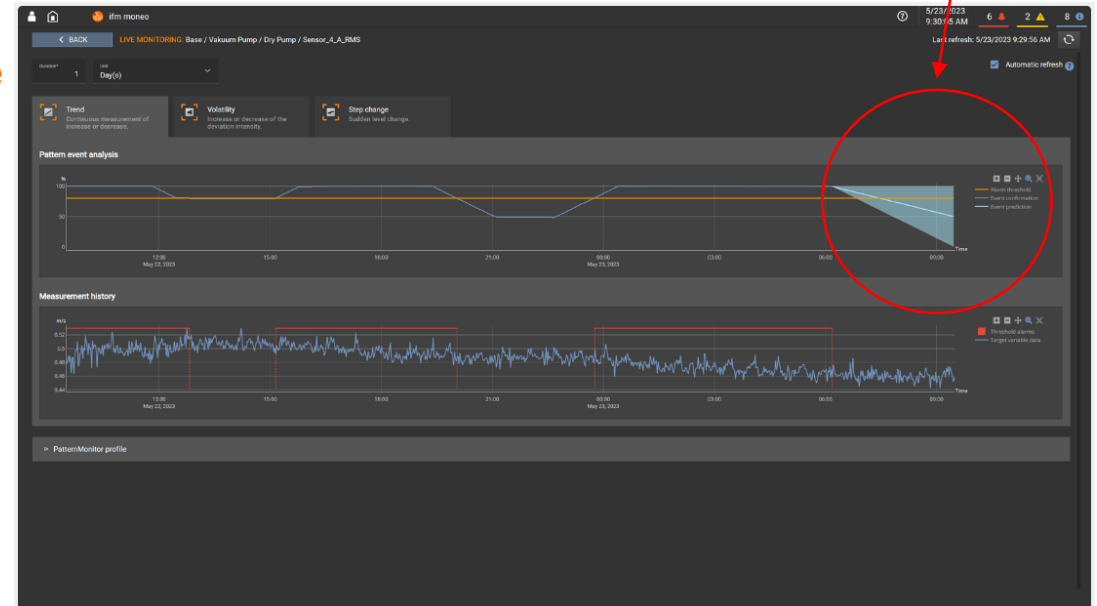 ifm moneo
5/23/2023
9:30:05 AM
6
2
8
BACK
LIVE MONITORING: Base / Vakuum Pump / Dry Pump / Sensor_4_A_RMS
Last refresh: 5/23/2023 9:29:56 AM
Duration*
1
Unit
Day(s)
Automatic refresh
Trend
Continuous measurement of
increase or decrease.
Volatility
Increase or decrease of the
deviation intensity.
Step change
Sudden level change.
Pattern event analysis
%
100
50
0
Alarm threshold
Event confirmation
Event prediction
Time
12:00
May 22, 2023
15:00
18:00
21:00
00:00
May 23, 2023
03:00
06:00
09:00
Measurement history
m/s
0.52
0.5
0.48
0.46
0.44
Threshold alarms
Target variable data
Time
12:00
May 22, 2023
15:00
18:00
21:00
00:00
May 23, 2023
03:00
06:00
09:00
> PatternMonitor profile